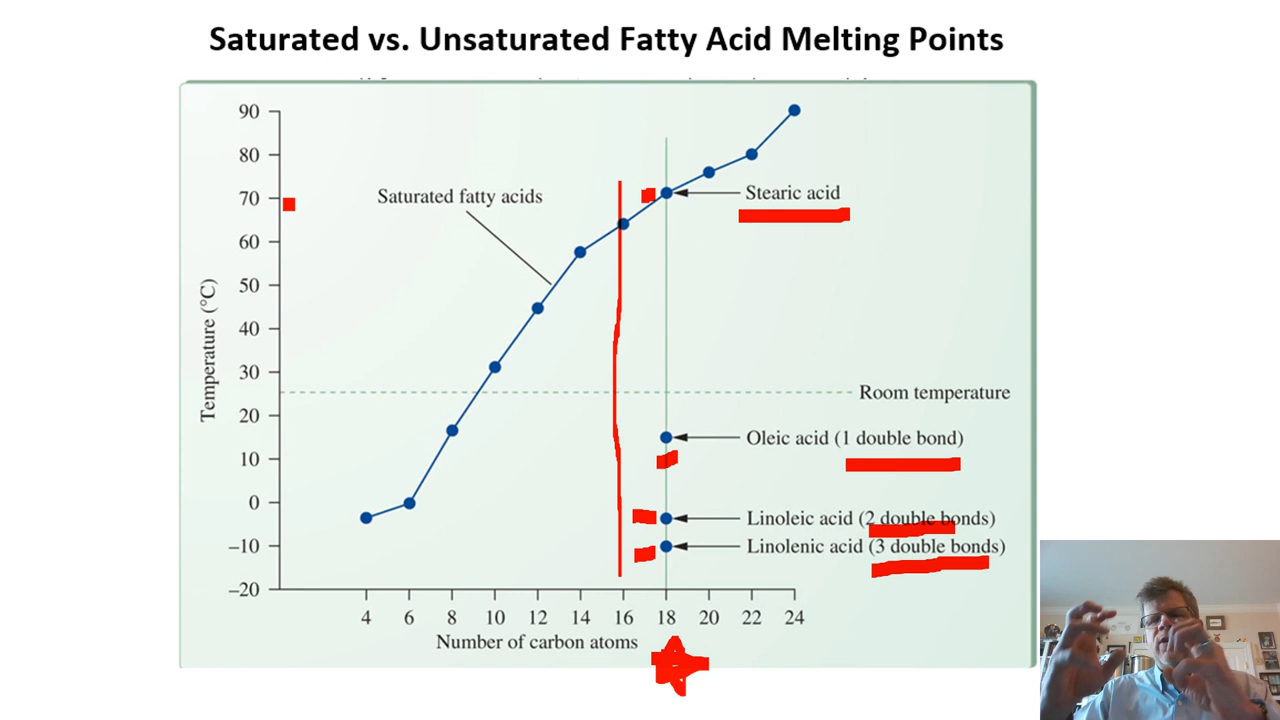 Saturated vs. Unsaturated Fatty Acid Melting Points
90
80
70
60
50
40
30
20
10
0
–10
–20
Temperature (°C)
Saturated fatty acids
Stearic acid
Room temperature
Oleic acid (1 double bond)
Linoleic acid (2 double bonds)
Linolenic acid (3 double bonds)
4 6 8 10 12 14 16 18 20 22 24
Number of carbon atoms